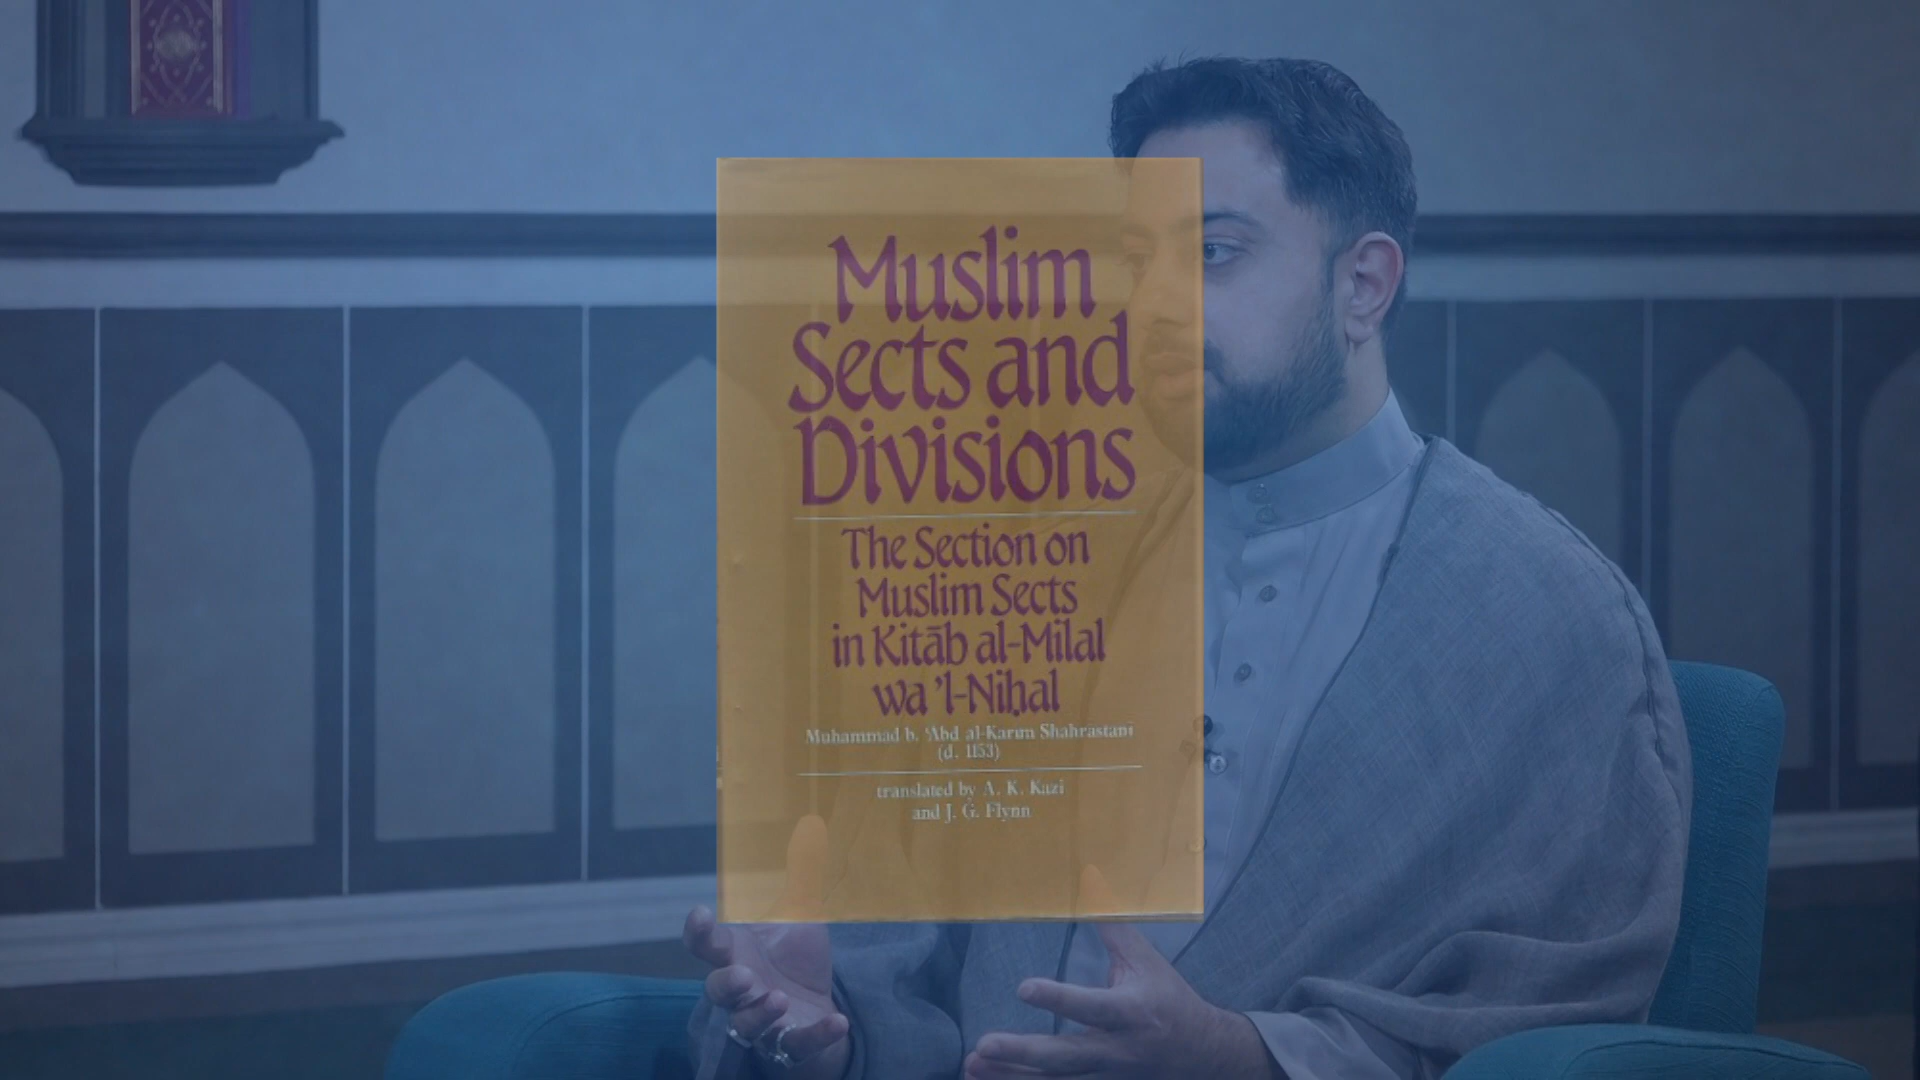 Muslim
Sects and
Divisions
The Section on
Muslim Sects
in Kitāb al-Milal
wa 'l-Niḥal
Muhammad b. 'Abd al-Karim Shahrastani
(d. 1153)
translated by A. K. Kazi
and J. G. Flynn